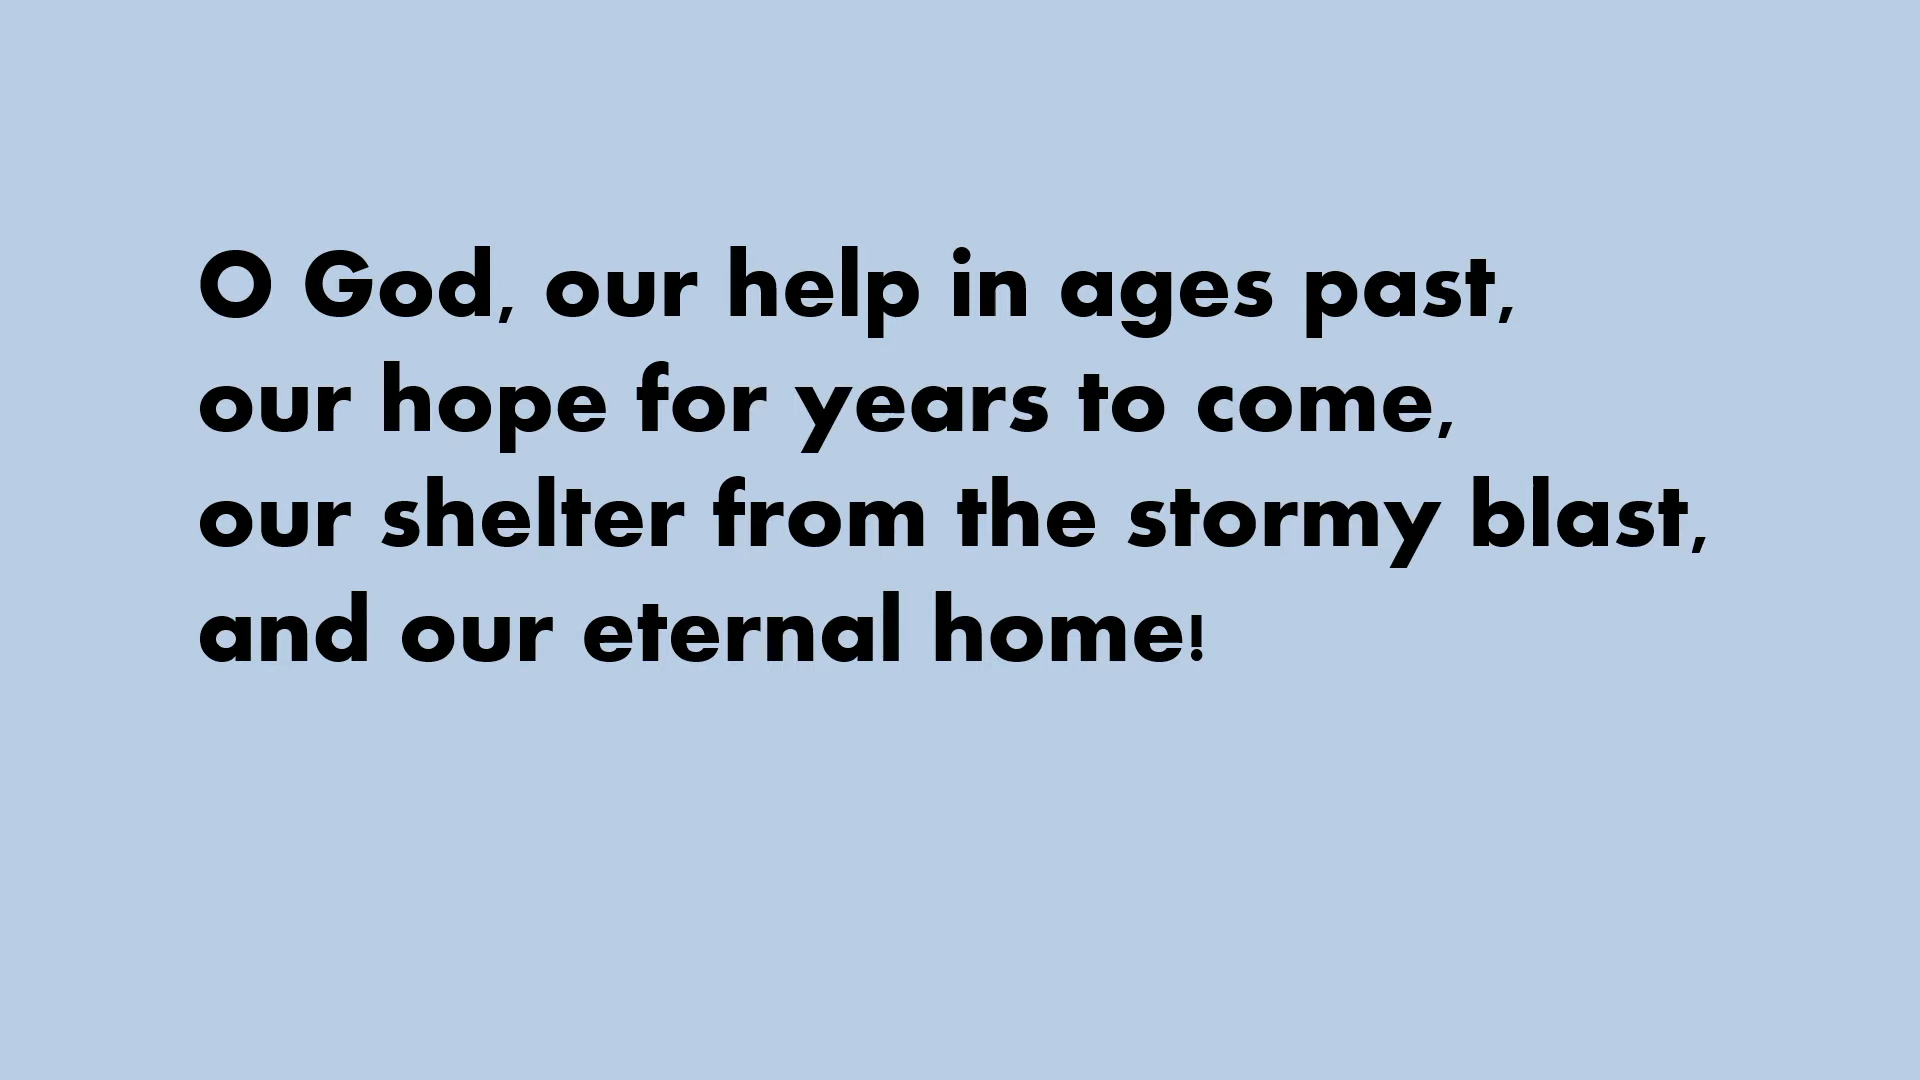 O God, our help in ages past,
our hope for years to come,
our shelter from the stormy blast,
and our eternal home!